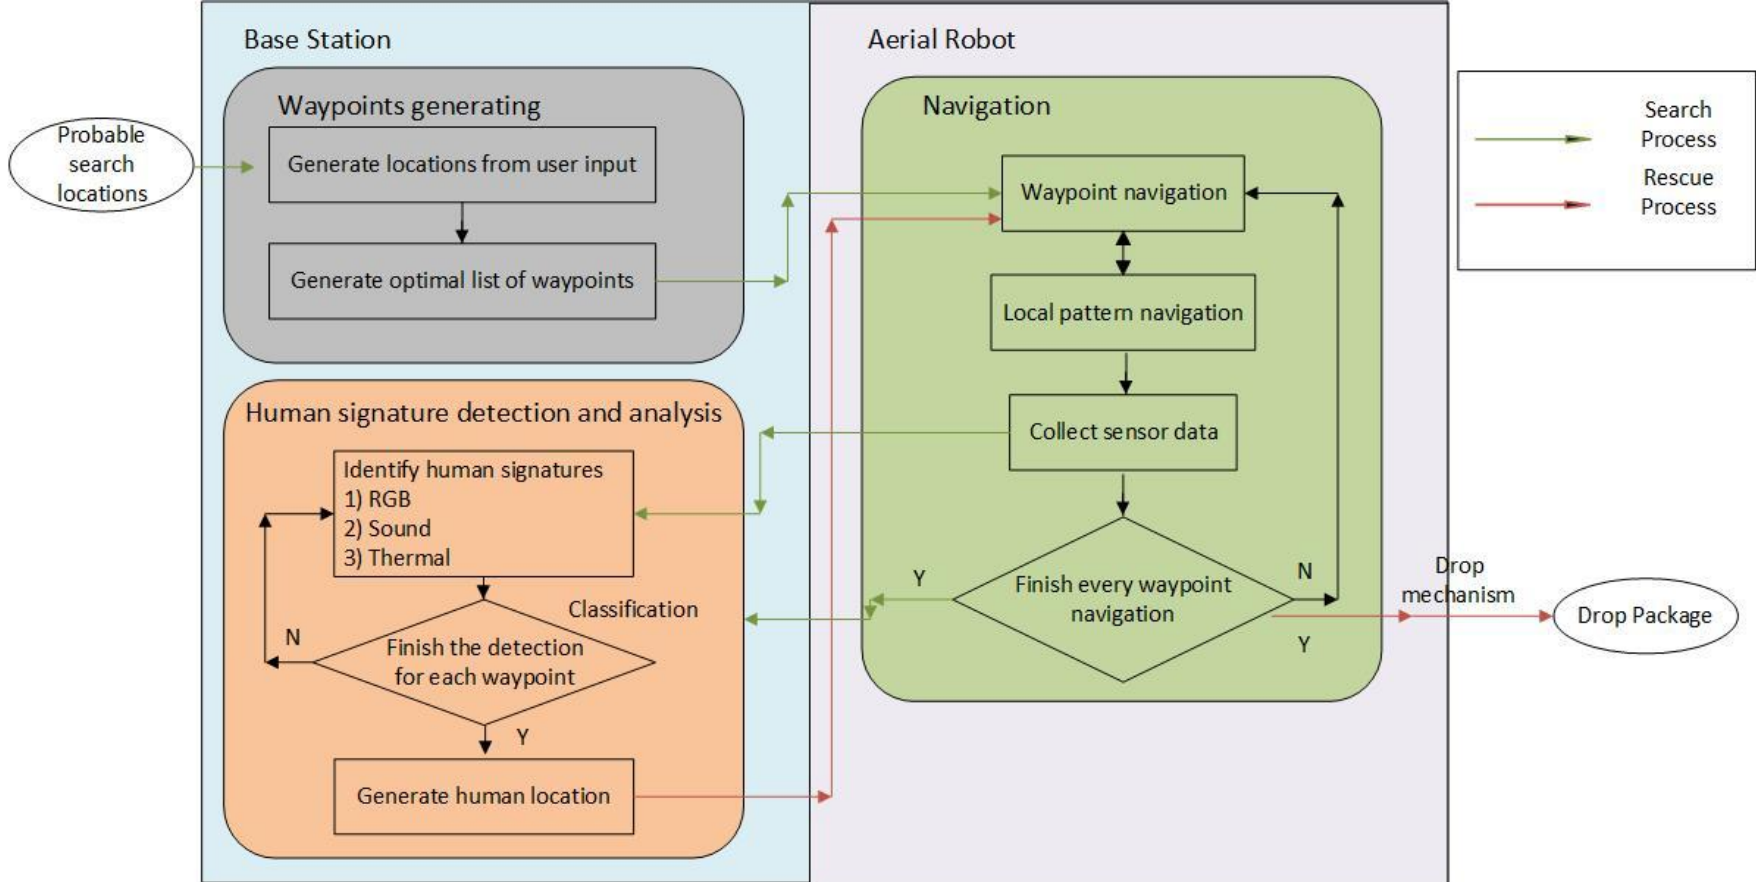 Base Station
Aerial Robot
Waypoints generating
Navigation
Probable
search
locations
Generate locations from user input
Generate optimal list of waypoints
Waypoint navigation
Local pattern navigation
Collect sensor data
Finish every waypoint
navigation
Y
N
Y
Human signature detection and analysis
Identify human signatures
1) RGB
2) Sound
3) Thermal
Classification
Finish the detection
for each waypoint
N
Y
Generate human location
Drop
mechanism
Drop Package
Search
Process
Rescue
Process